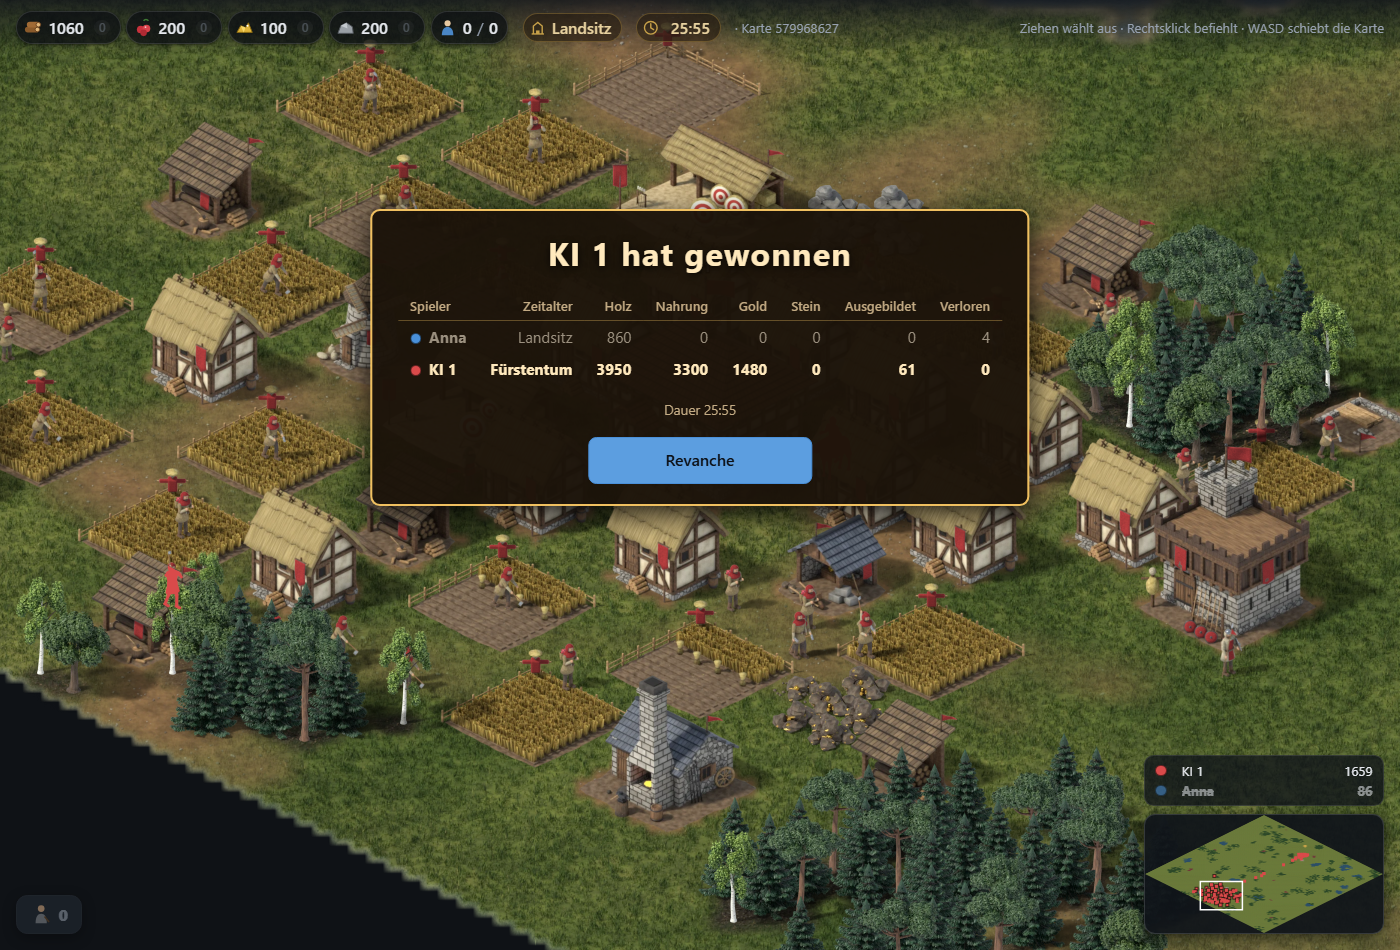 1060 0 200 0 100 0 200 0 0 / 0 Landsitz 25:55 · Karte 579968627 Ziehen wählt aus · Rechtsklick befiehlt · WASD schiebt die Karte
KI 1 hat gewonnen
Spieler Zeitalter Holz Nahrung Gold Stein Ausgebildet Verloren
Anna Landsitz 860 0 0 0 0 4
KI 1 Fürstentum 3950 3300 1480 0 61 0
Dauer 25:55
Revanche
KI 1 1659
Anna 86
0